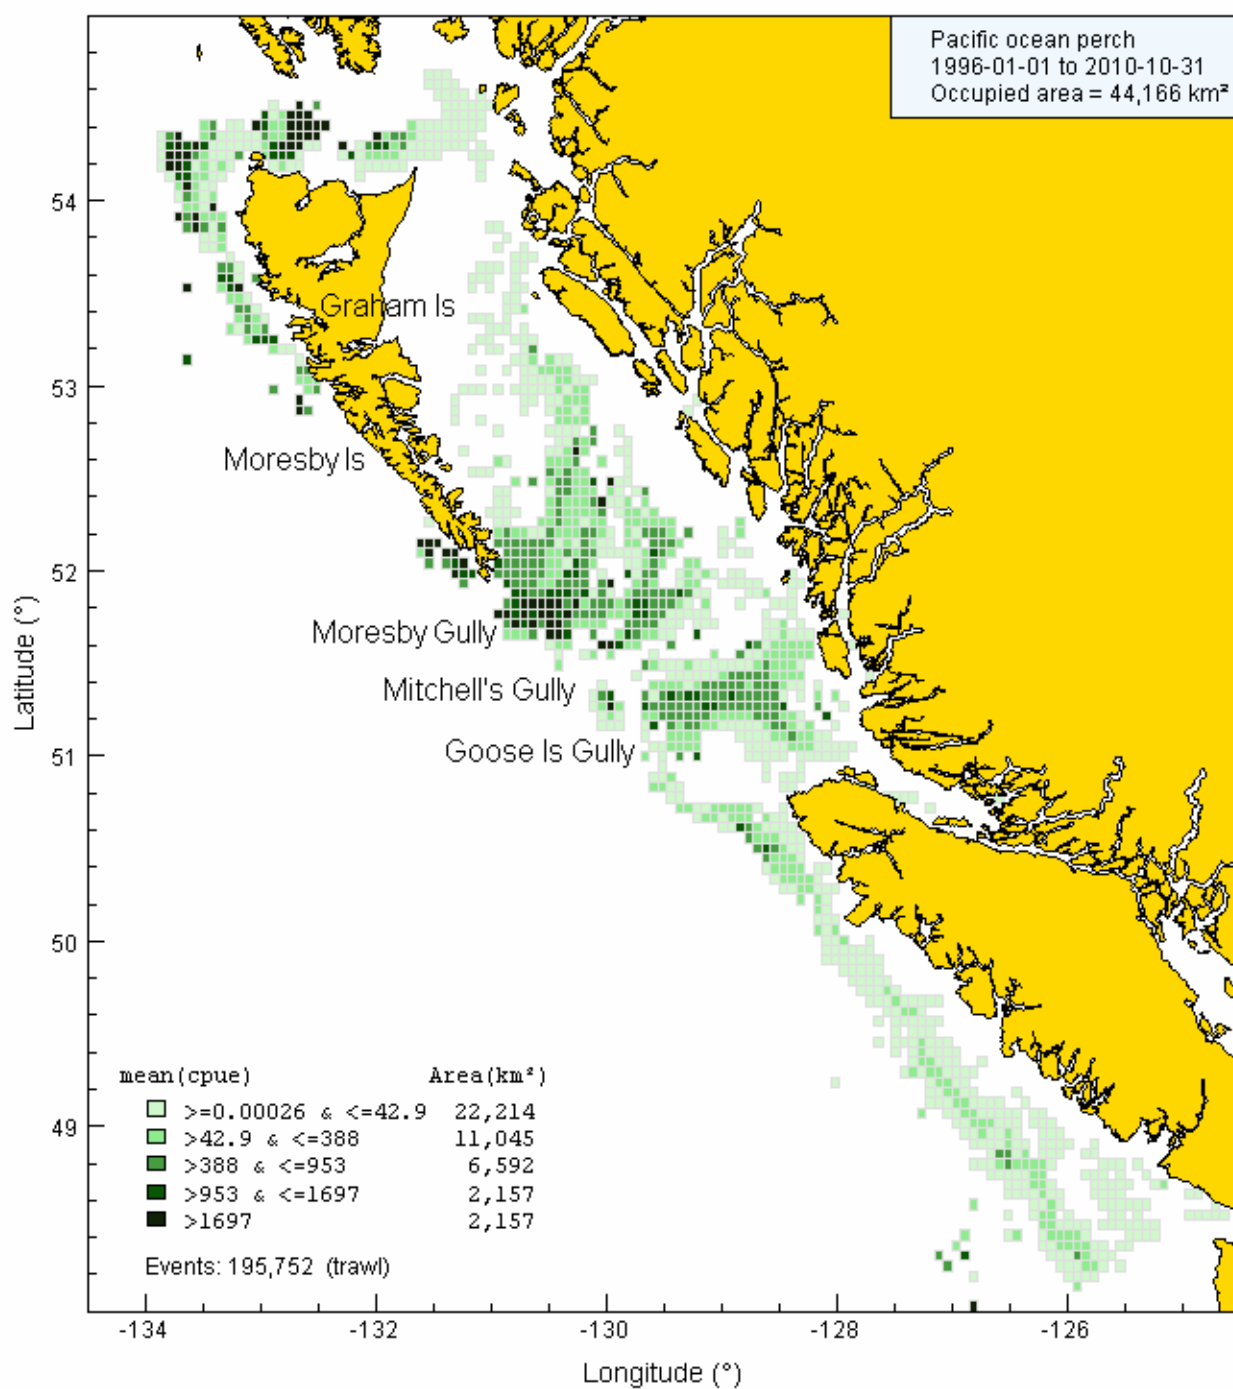 Pacific ocean perch
1996-01-01 to 2010-10-31
Occupied area = 44,166 km²
54
53
52
51
50
49
Latitude (°)
Graham Is
Moresby Is
Moresby Gully
Mitchell's Gully
Goose Is Gully
mean(cpue) Area(km²)
>=0.00026 & <=42.9 22,214
>42.9 & <=388 11,045
>388 & <=953 6,592
>953 & <=1697 2,157
>1697 2,157
Events: 195,752 (trawl)
-134 -132 -130 -128 -126
Longitude (°)